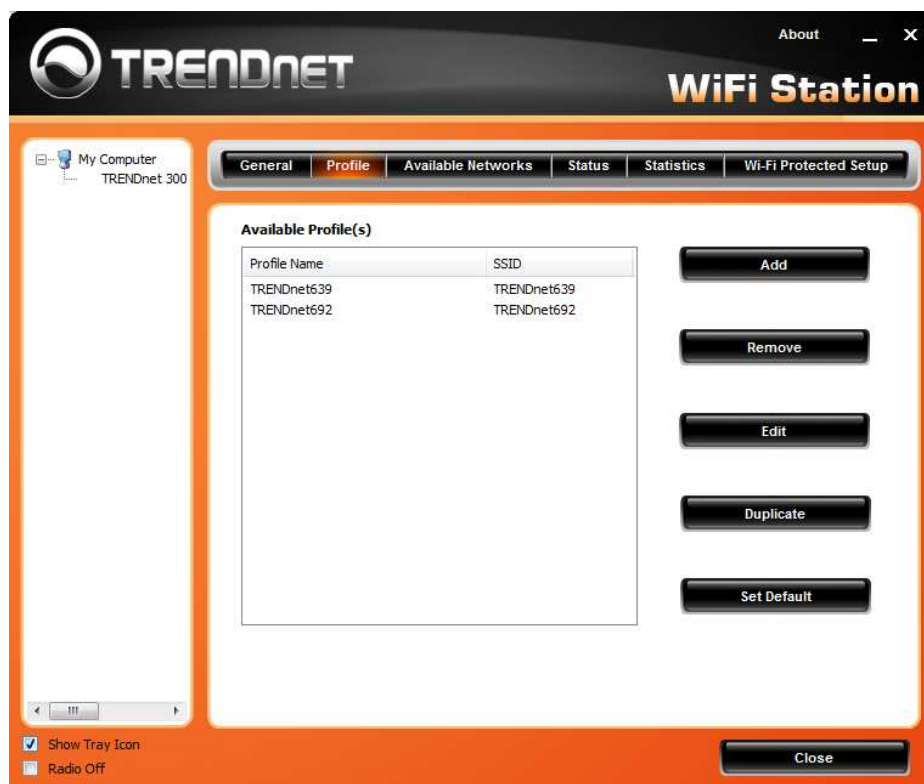 TRENDNET
About
WiFi Station
My Computer
TRENDnet 300
General Profile Available Networks Status Statistics Wi-Fi Protected Setup
Available Profile(s)
Profile Name SSID
TRENDnet639 TRENDnet639
TRENDnet692 TRENDnet692
Add
Remove
Edit
Duplicate
Set Default
Show Tray Icon
Radio Off
Close